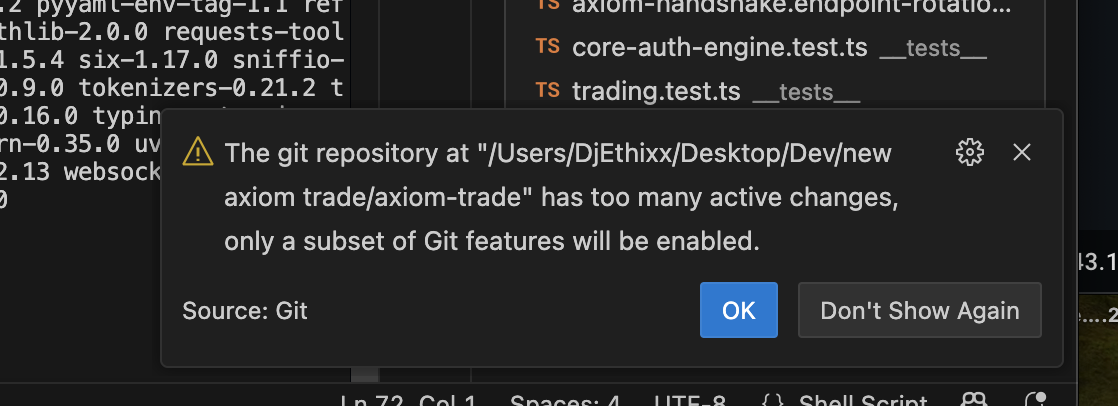 .2 pyyaml-env-tag-1.1 ref
thlib-2.0.0 requests-tool
1.5.4 six-1.17.0 sniffio-
0.9.0 tokenizers-0.21.2 t
0.16.0 typin
rn-0.35.0 uv
2.13 websock
0
TS axiom-handshake.endpoint-rotatio...
TS core-auth-engine.test.ts __tests__
TS trading.test.ts __tests__
The git repository at "/Users/DjEthixx/Desktop/Dev/new
axiom trade/axiom-trade" has too many active changes,
only a subset of Git features will be enabled.
Source: Git
OK
Don't Show Again
43.1
...2
Ln 72, Col 1 Spaces: 4 UTF-8 {} Shell Script